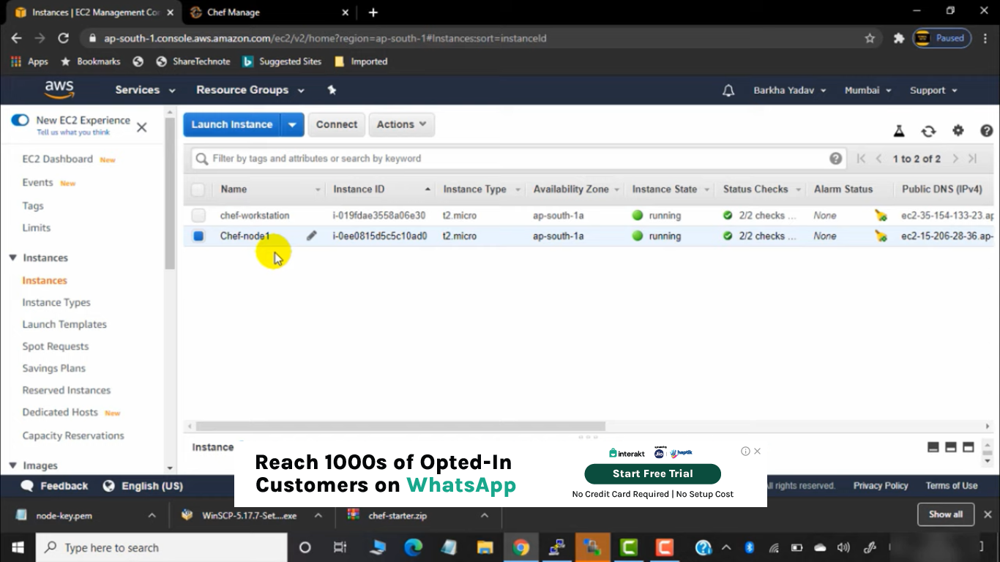 Instances | EC2 Management Co
Chef Manage
ap-south-1.console.aws.amazon.com/ec2/v2/home?region=ap-south-1#Instances:sort=instanceId
Paused
Apps
Bookmarks
ShareTechnote
Suggested Sites
Imported
aws
Services
Resource Groups
Barkha Yadav
Mumbai
Support
New EC2 Experience
Tell us what you think
EC2 Dashboard New
Events New
Tags
Limits
Instances
Instances
Instance Types
Launch Templates
Spot Requests
Savings Plans
Reserved Instances
Dedicated Hosts New
Capacity Reservations
Images
Launch Instance
Connect
Actions
Filter by tags and attributes or search by keyword
1 to 2 of 2
Name Instance ID Instance Type Availability Zone Instance State Status Checks Alarm Status Public DNS (IPv4)
chef-workstation i-019fdae3558a06e30 t2.micro ap-south-1a running 2/2 checks ... None ec2-35-154-133-23.ap
Chef-node1 i-0ee0815d5c5c10ad0 t2.micro ap-south-1a running 2/2 checks ... None ec2-15-206-28-36.ap-
Instance
Reach 1000s of Opted-In
Customers on WhatsApp
interakt
Jio
haptik
Start Free Trial
No Credit Card Required | No Setup Cost
Feedback
English (US)
All rights reserved.
Privacy Policy
Terms of Use
node-key.pem
WinSCP-5.17.7-Set....exe
chef-starter.zip
Show all
Type here to search